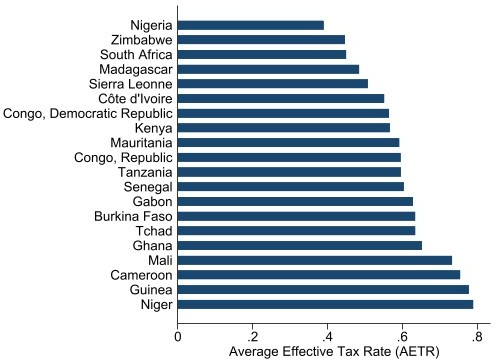 Nigeria
Zimbabwe
South Africa
Madagascar
Sierra Leonne
Côte d'Ivoire
Congo, Democratic Republic
Kenya
Mauritania
Congo, Republic
Tanzania
Senegal
Gabon
Burkina Faso
Tchad
Ghana
Mali
Cameroon
Guinea
Niger
0 .2 .4 .6 .8
Average Effective Tax Rate (AETR)